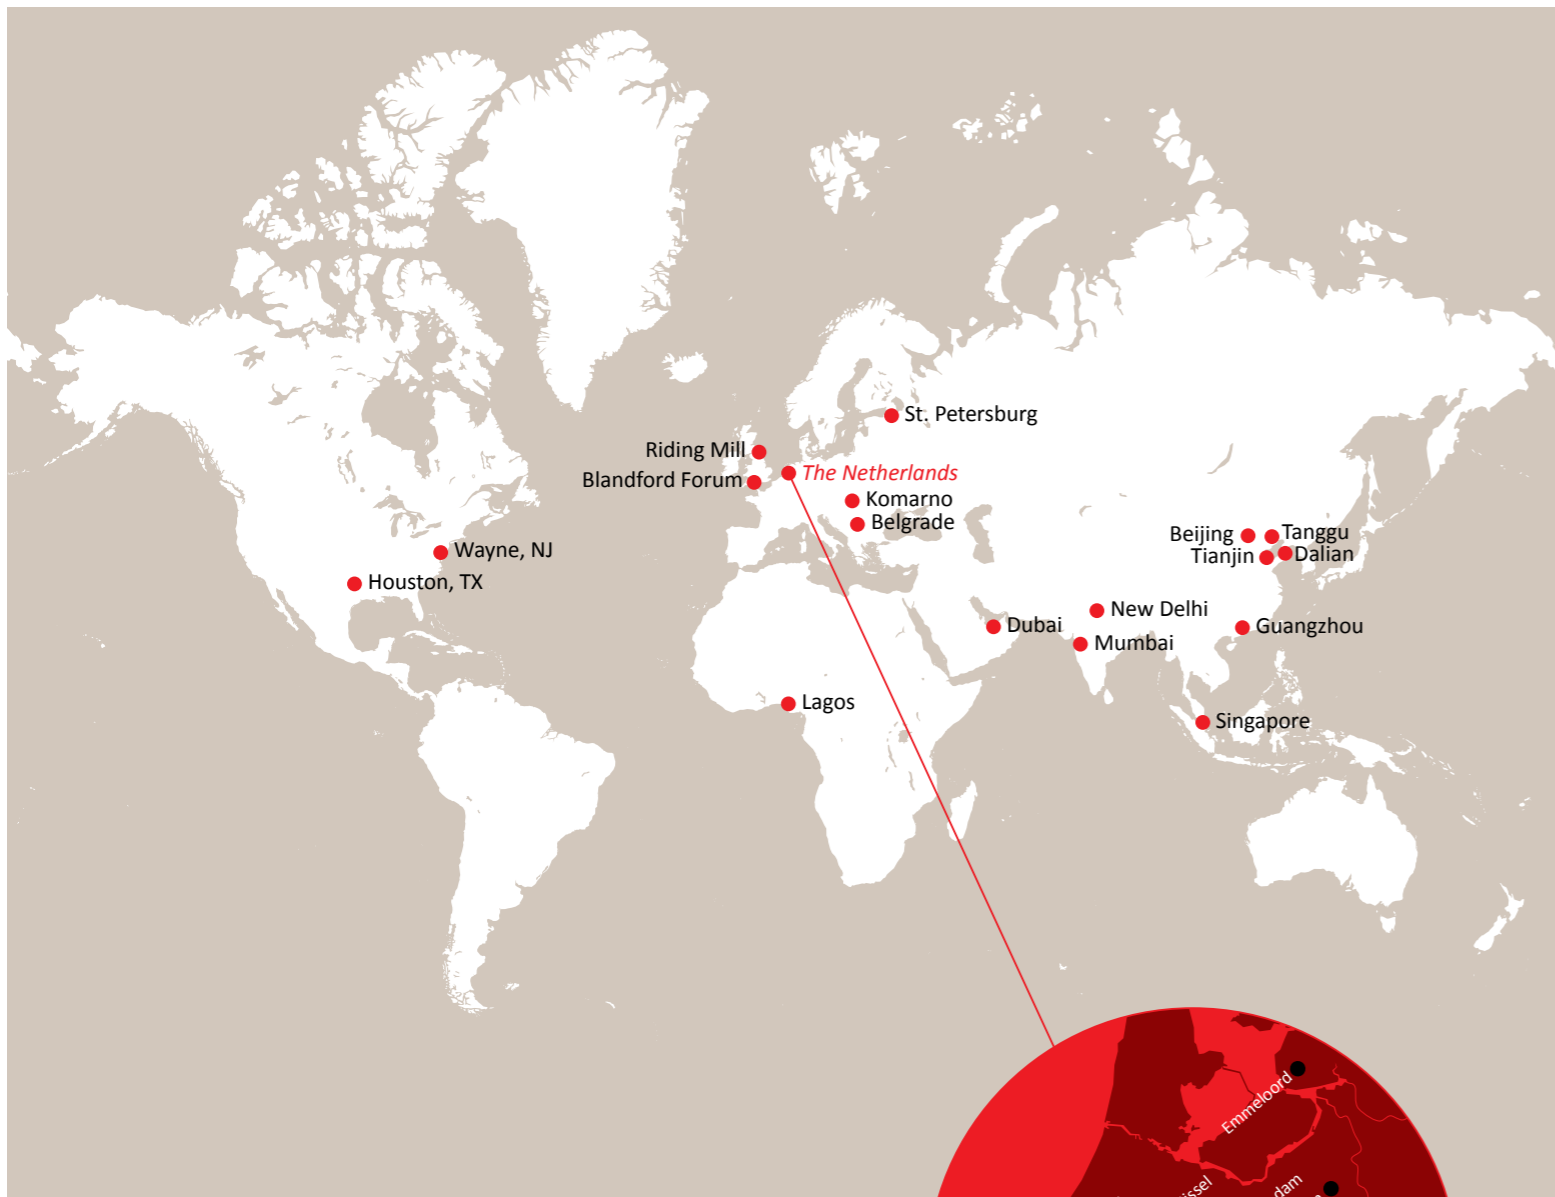 St. Petersburg
Riding Mill
The Netherlands
Blandford Forum
Komarno
Belgrade
Beijing
Tanggu
Wayne, NJ
Tianjin
Dalian
Houston, TX
New Delhi
Dubai
Guangzhou
Mumbai
Lagos
Singapore
Emmeloord